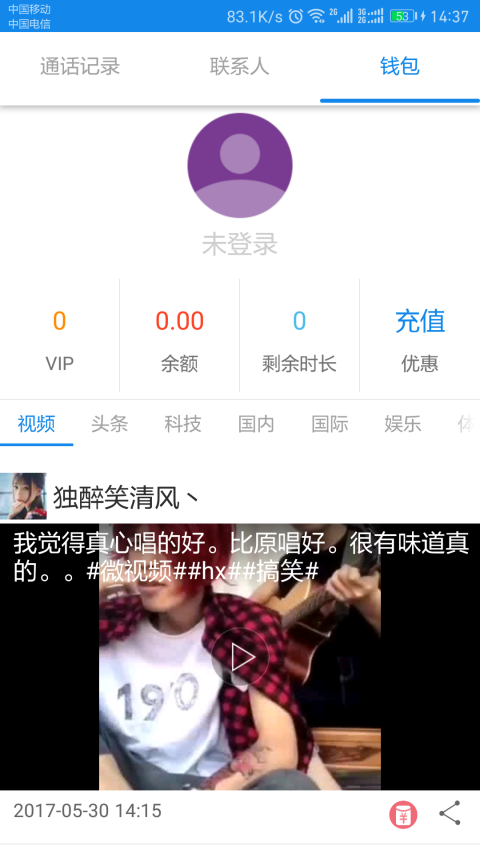 中国移动
中国电信
83.1K/s 2G 3G 2G 53 14:37
通话记录 联系人 钱包
未登录
0 0.00 0 充值
VIP 余额 剩余时长 优惠
视频 头条 科技 国内 国际 娱乐 体
独醉笑清风丶
我觉得真心唱的好。比原唱好。很有味道真
的。。#微视频##hx##搞笑#
190
2017-05-30 14:15